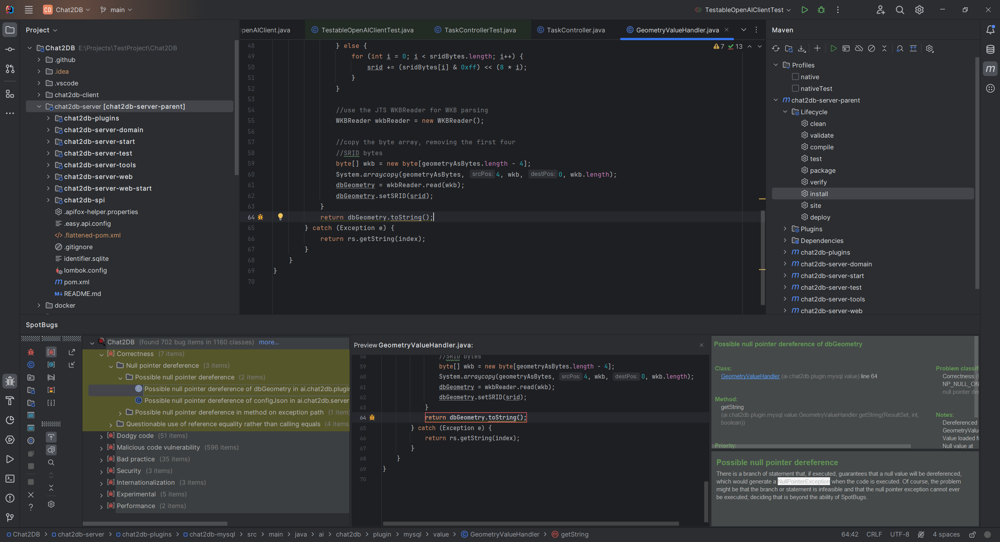 CD Chat2DB main TestableOpenAIClientTest
Project
Chat2DB E:\Projects\TestProject\Chat2DB
.github
.idea
.vscode
chat2db-client
chat2db-server [chat2db-server-parent]
chat2db-plugins
chat2db-server-domain
chat2db-server-start
chat2db-server-test
chat2db-server-tools
chat2db-server-web
chat2db-server-web-start
chat2db-spi
.apifox-helper.properties
.easy.api.config
.flattened-pom.xml
.gitignore
identifier.sqlite
lombok.config
pom.xml
README.md
docker
penAIClient.java TestableOpenAIClientTest.java TaskControllerTest.java TaskController.java GeometryValueHandler.java
7 13
48 } else {
49 for (int i = 0; i < sridBytes.length; i++) {
50 srid += (sridBytes[i] & 0xff) << (8 * i);
51 }
52 }
53
54 //use the JTS WKBReader for WKB parsing
55 WKBReader wkbReader = new WKBReader();
56
57 //copy the byte array, removing the first four
58 //SRID bytes
59 byte[] wkb = new byte[geometryAsBytes.length - 4];
60 System.arraycopy(geometryAsBytes, srcPos: 4, wkb, destPos: 0, wkb.length);
61 dbGeometry = wkbReader.read(wkb);
62 dbGeometry.setSRID(srid);
63 }
64 return dbGeometry.toString();
65 } catch (Exception e) {
66 return rs.getString(index);
67 }
68 }
69 }
70
Maven
Profiles
native
nativeTest
chat2db-server-parent
Lifecycle
clean
validate
compile
test
package
verify
install
site
deploy
Plugins
Dependencies
chat2db-plugins
chat2db-server-domain
chat2db-server-start
chat2db-server-test
chat2db-server-tools
chat2db-server-web
SpotBugs
Chat2DB (found 702 bug items in 1160 classes) more...
Correctness (7 items)
Null pointer dereference (3 items)
Possible null pointer dereference (2 items)
Possible null pointer dereference of dbGeometry in ai.chat2db.plugin
Possible null pointer dereference of configJson in ai.chat2db.server
Possible null pointer dereference in method on exception path (1 item
Questionable use of reference equality rather than calling equals (4 items
Dodgy code (51 items)
Malicious code vulnerability (596 items)
Bad practice (35 items)
Security (3 items)
Internationalization (3 items)
Experimental (5 items)
Performance (2 items)
Preview GeometryValueHandler.java:
58 //SRID bytes
59 byte[] wkb = new byte[geometryAsBytes.length - 4];
60 System.arraycopy(geometryAsBytes, srcPos: 4, wkb, destPos: 0, wkb.length);
61 dbGeometry = wkbReader.read(wkb);
62 dbGeometry.setSRID(srid);
63 }
64 return dbGeometry.toString();
65 } catch (Exception e) {
66 return rs.getString(index);
67 }
68 }
69 }
70
Possible null pointer dereference of dbGeometry
Class:
GeometryValueHandler (ai.chat2db.plugin.mysql.value) line 64
Method:
getString
(ai.chat2db.plugin.mysql.value.GeometryValueHandler.getString(ResultSet, int,
boolean))
Priority:
Problem classif
Correctness (
NP_NULL_ON
null pointer de
Notes:
Dereferenced
GeometryValu
Value loaded f
Null value at
Possible null pointer dereference
There is a branch of statement that, if executed, guarantees that a null value will be dereferenced,
which would generate a NullPointerException when the code is executed. Of course, the problem
might be that the branch or statement is infeasible and that the null pointer exception cannot ever
be executed; deciding that is beyond the ability of SpotBugs.
Chat2DB > chat2db-server > chat2db-plugins > chat2db-mysql > src > main > java > ai > chat2db > plugin > mysql > value > GeometryValueHandler > getString
64:42 CRLF UTF-8 4 spaces